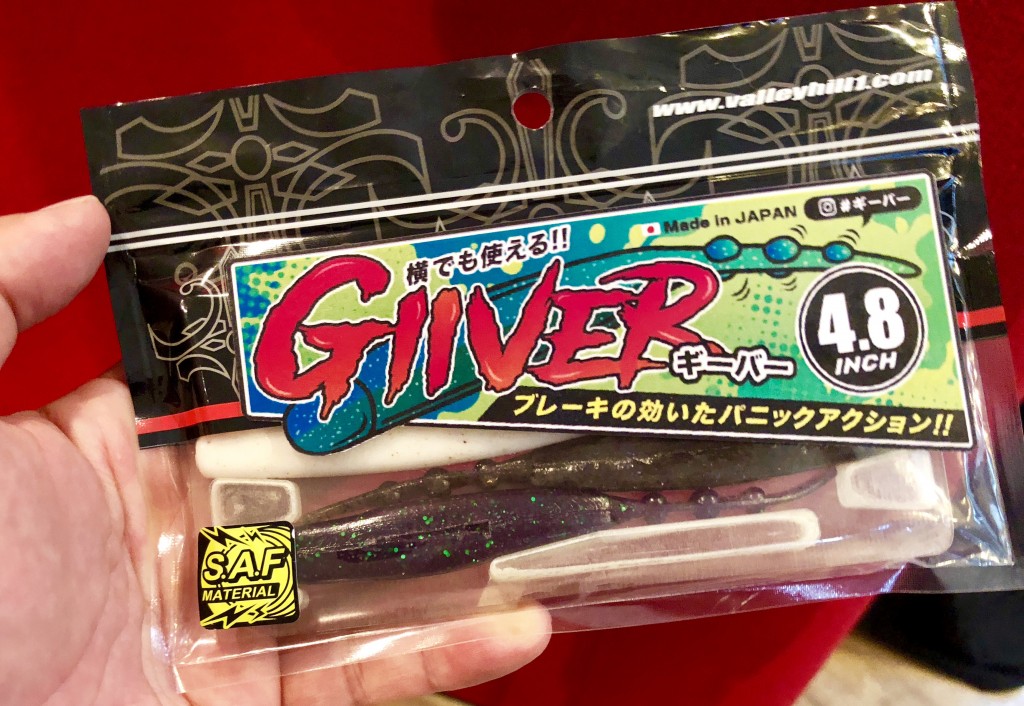 www.valleyhill1.com
Made in JAPAN
#ギーバー
横でも使える!!
GIIVER
ギーバー
4.8
INCH
ブレーキの効いたパニックアクション!!
S.A.F
MATERIAL